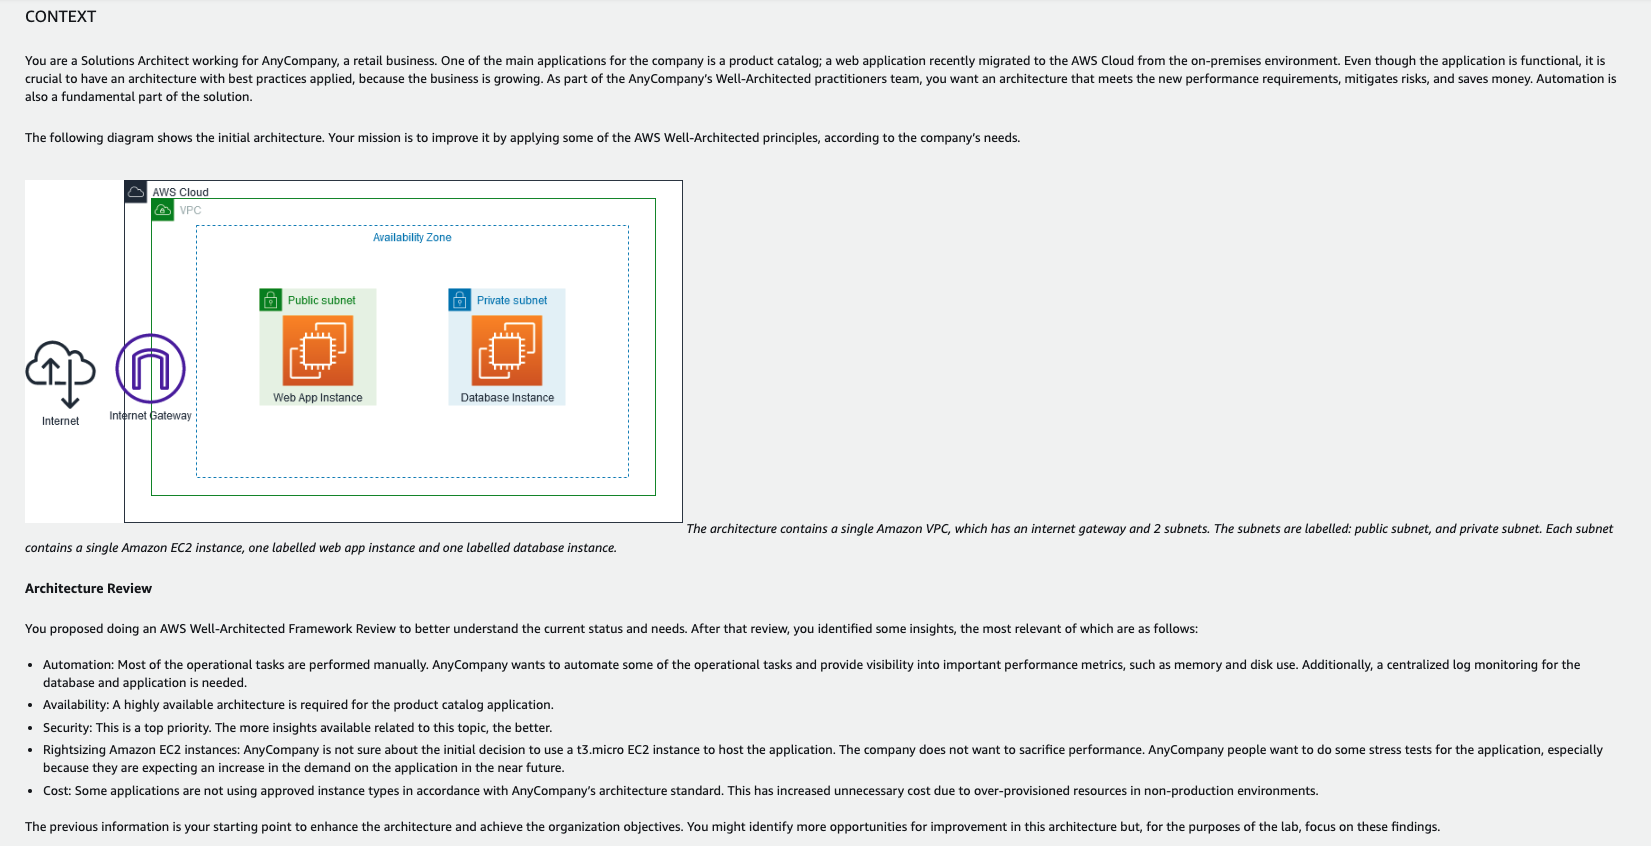 CONTEXT
You are a Solutions Architect working for AnyCompany, a retail business. One of the main applications for the company is a product catalog; a web application recently migrated to the AWS Cloud from the on-premises environment. Even though the application is functional, it is
crucial to have an architecture with best practices applied, because the business is growing. As part of the AnyCompany's Well-Architected practitioners team, you want an architecture that meets the new performance requirements, mitigates risks, and saves money. Automation is
also a fundamental part of the solution.
The following diagram shows the initial architecture. Your mission is to improve it by applying some of the AWS Well-Architected principles, according to the company's needs.
AWS Cloud
VPC
Availability Zone
Public subnet
Private subnet
Web App Instance
Database Instance
Internet Gateway
Internet
The architecture contains a single Amazon VPC, which has an internet gateway and 2 subnets. The subnets are labelled: public subnet, and private subnet. Each subnet
contains a single Amazon EC2 instance, one labelled web app instance and one labelled database instance.
Architecture Review
You proposed doing an AWS Well-Architected Framework Review to better understand the current status and needs. After that review, you identified some insights, the most relevant of which are as follows:
• Automation: Most of the operational tasks are performed manually. AnyCompany wants to automate some of the operational tasks and provide visibility into important performance metrics, such as memory and disk use. Additionally, a centralized log monitoring for the
database and application is needed.
• Availability: A highly available architecture is required for the product catalog application.
• Security: This is a top priority. The more insights available related to this topic, the better.
• Rightsizing Amazon EC2 instances: AnyCompany is not sure about the initial decision to use a t3.micro EC2 instance to host the application. The company does not want to sacrifice performance. AnyCompany people want to do some stress tests for the application, especially
because they are expecting an increase in the demand on the application in the near future.
• Cost: Some applications are not using approved instance types in accordance with AnyCompany's architecture standard. This has increased unnecessary cost due to over-provisioned resources in non-production environments.
The previous information is your starting point to enhance the architecture and achieve the organization objectives. You might identify more opportunities for improvement in this architecture but, for the purposes of the lab, focus on these findings.